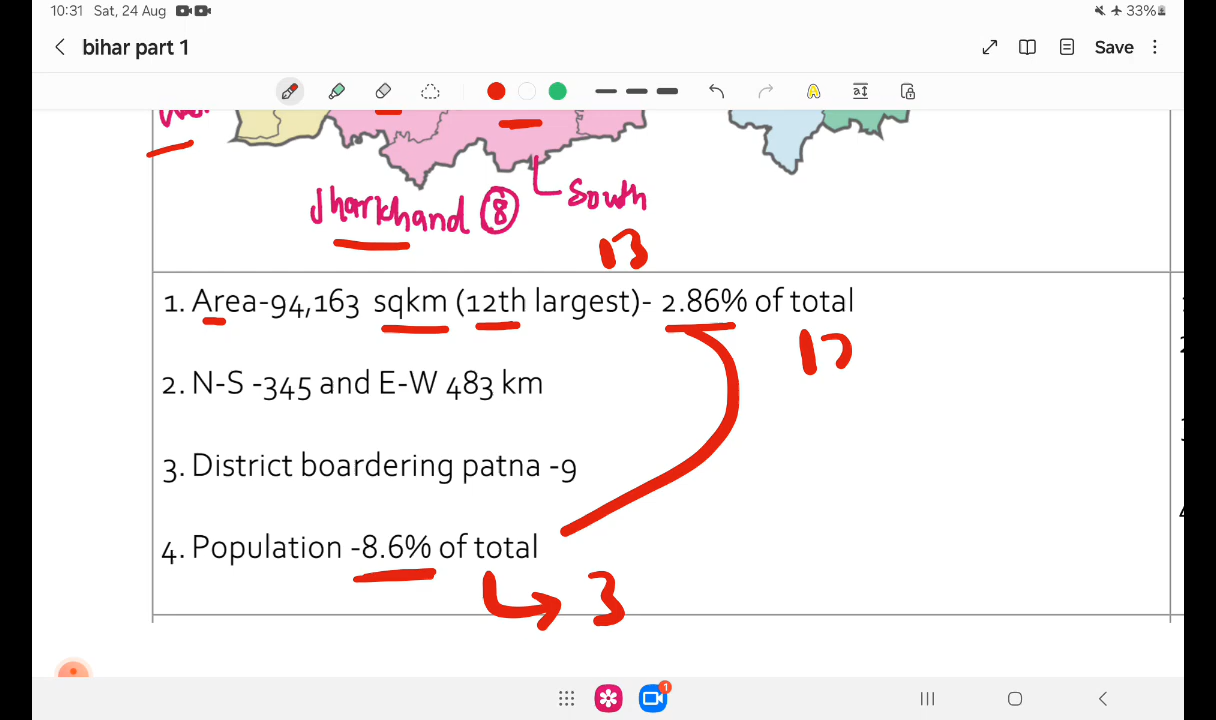 10:31 Sat, 24 Aug 33%
bihar part 1
Save
Jharkhand 8
South
13
1. Area-94,163 sqkm (12th largest)- 2.86% of total
2. N-S -345 and E-W 483 km
3. District boardering patna -9
4. Population -8.6% of total
3
1